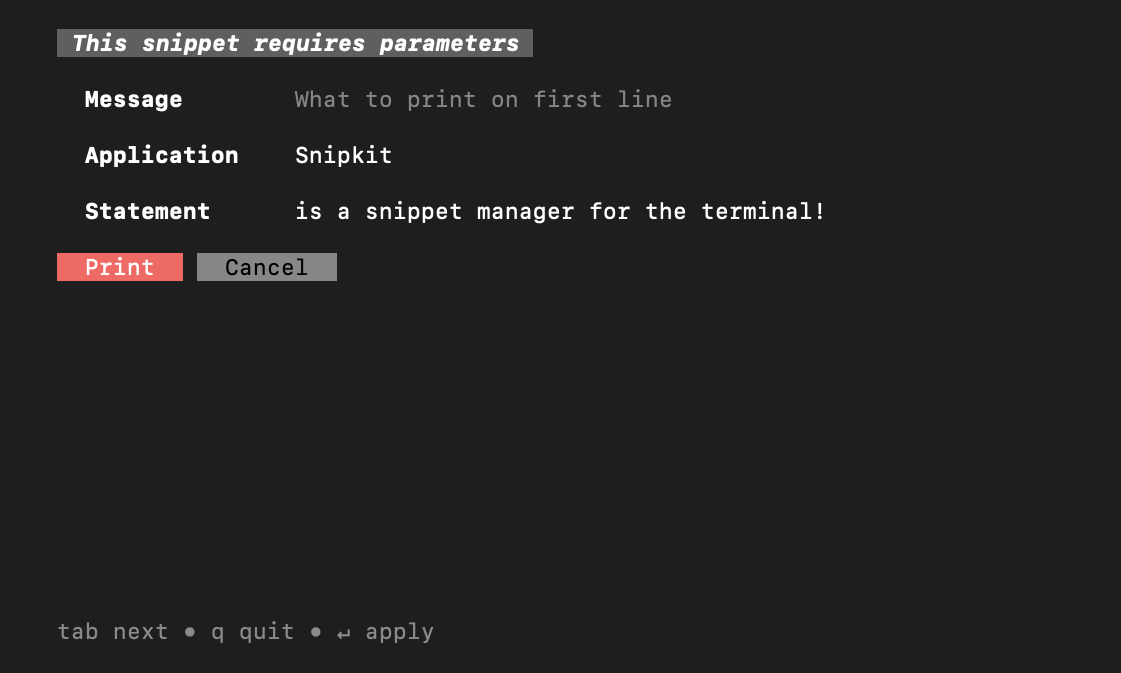 This snippet requires parameters
Message What to print on first line
Application Snipkit
Statement is a snippet manager for the terminal!
Print Cancel
tab next • q quit • ↵ apply